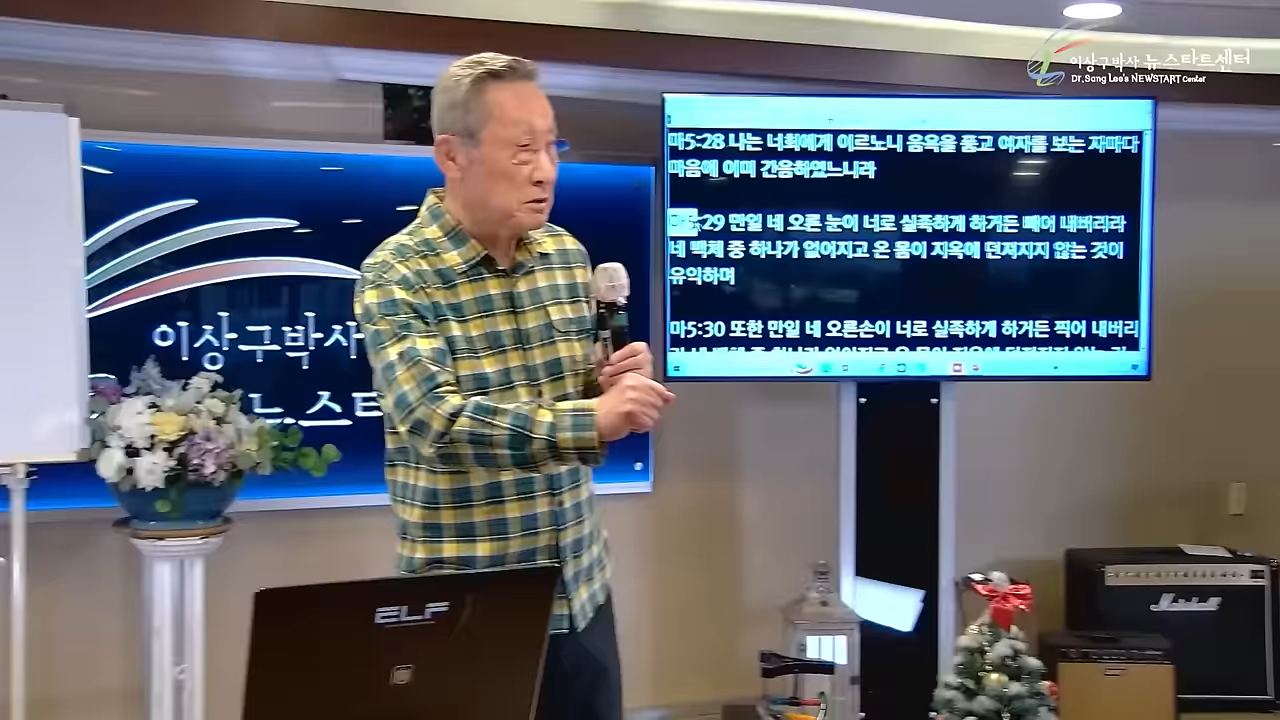 이상구박사 뉴스타트센터
Dr. Sang Lee's NEWSTART Center
마5:28 나는 너희에게 이르노니 음욕을 품고 여자를 보는 자마다
마음에 이미 간음하였느니라
:29 만일 네 오른 눈이 너로 실족하게 하거든 빼어 내버리라
네 백체 중 하나가 없어지고 온 몸이 지옥에 던져지지 않는 것이
유익하며
마5:30 또한 만일 네 오른손이 너로 실족하게 하거든 찍어 내버리
이상구박사
뉴스타
ELF
Marshall